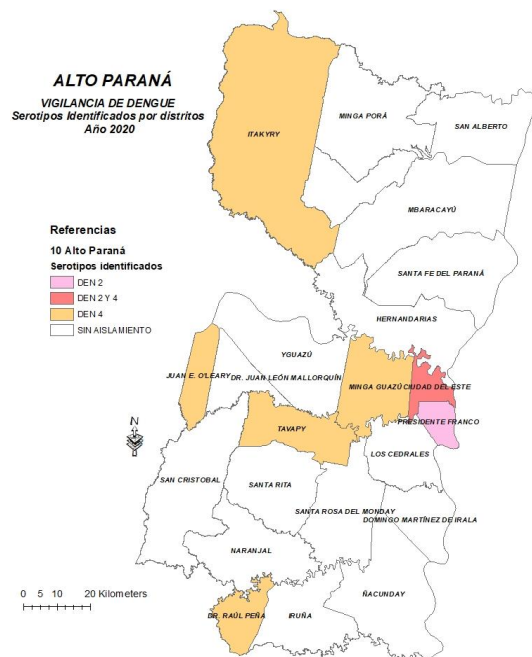 ALTO PARANÁ
VIGILANCIA DE DENGUE
Serotipos Identificados por distritos
Año 2020
ITAKYRY
MINGA PORÁ
SAN ALBERTO
MBARACAYÚ
SANTA FE DEL PARANÁ
HERNANDARIAS
Referencias
10 Alto Paraná
Serotipos identificados
DEN 2
DEN 2 Y 4
DEN 4
SIN AISLAMIENTO
YGUAZÚ
JUAN E. O'LEARY
DR. JUAN LEÓN MALLORQUÍN
MINGA GUAZÚ
CIUDAD DEL ESTE
PRESIDENTE FRANCO
TAVAPY
LOS CEDRALES
N
SAN CRISTOBAL
SANTA RITA
SANTA ROSA DEL MONDAY
DOMINGO MARTÍNEZ DE IRALA
NARANJAL
ÑACUNDAY
DR. RAÚL PEÑA
IRUÑA
0 5 10 20 Kilometers